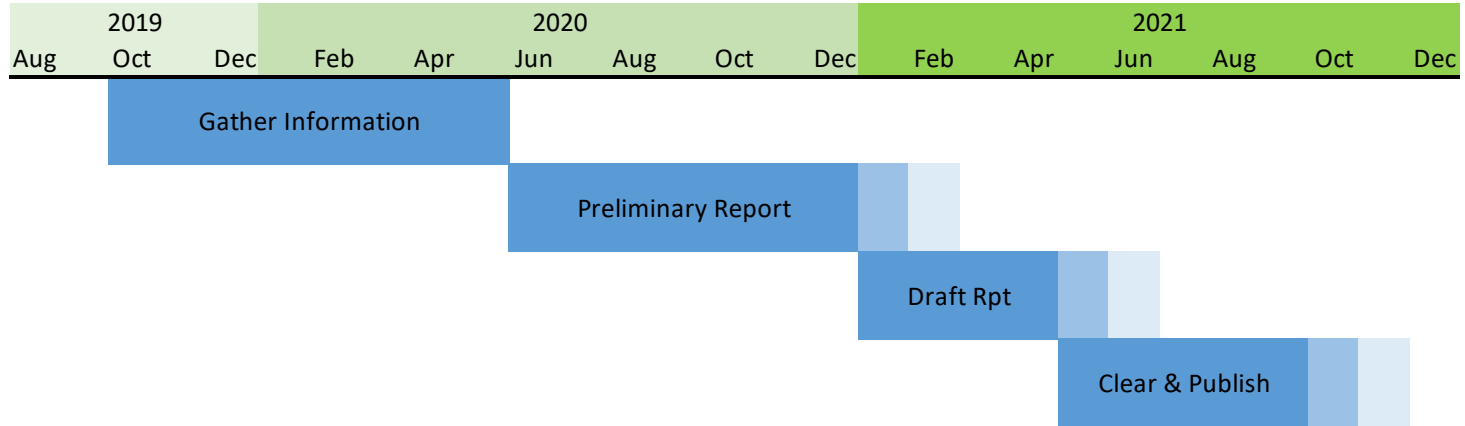 2019 2020 2021
Aug Oct Dec Feb Apr Jun Aug Oct Dec Feb Apr Jun Aug Oct Dec
Gather Information
Preliminary Report
Draft Rpt
Clear & Publish